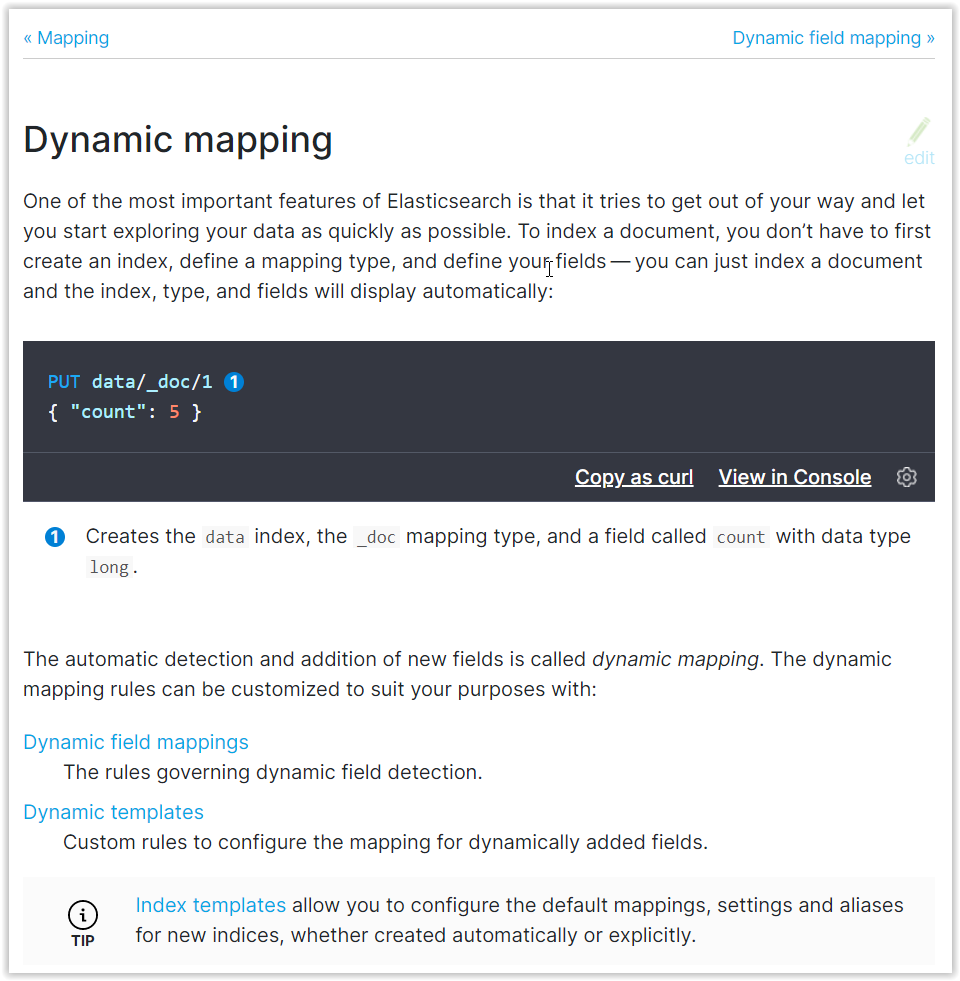 « Mapping
Dynamic field mapping »
Dynamic mapping
edit
One of the most important features of Elasticsearch is that it tries to get out of your way and let
you start exploring your data as quickly as possible. To index a document, you don’t have to first
create an index, define a mapping type, and define your fields — you can just index a document
and the index, type, and fields will display automatically:
PUT data/_doc/1 1
{ "count": 5 }
Copy as curl View in Console
1 Creates the data index, the _doc mapping type, and a field called count with data type
long.
The automatic detection and addition of new fields is called dynamic mapping. The dynamic
mapping rules can be customized to suit your purposes with:
Dynamic field mappings
The rules governing dynamic field detection.
Dynamic templates
Custom rules to configure the mapping for dynamically added fields.
Index templates allow you to configure the default mappings, settings and aliases
TIP for new indices, whether created automatically or explicitly.